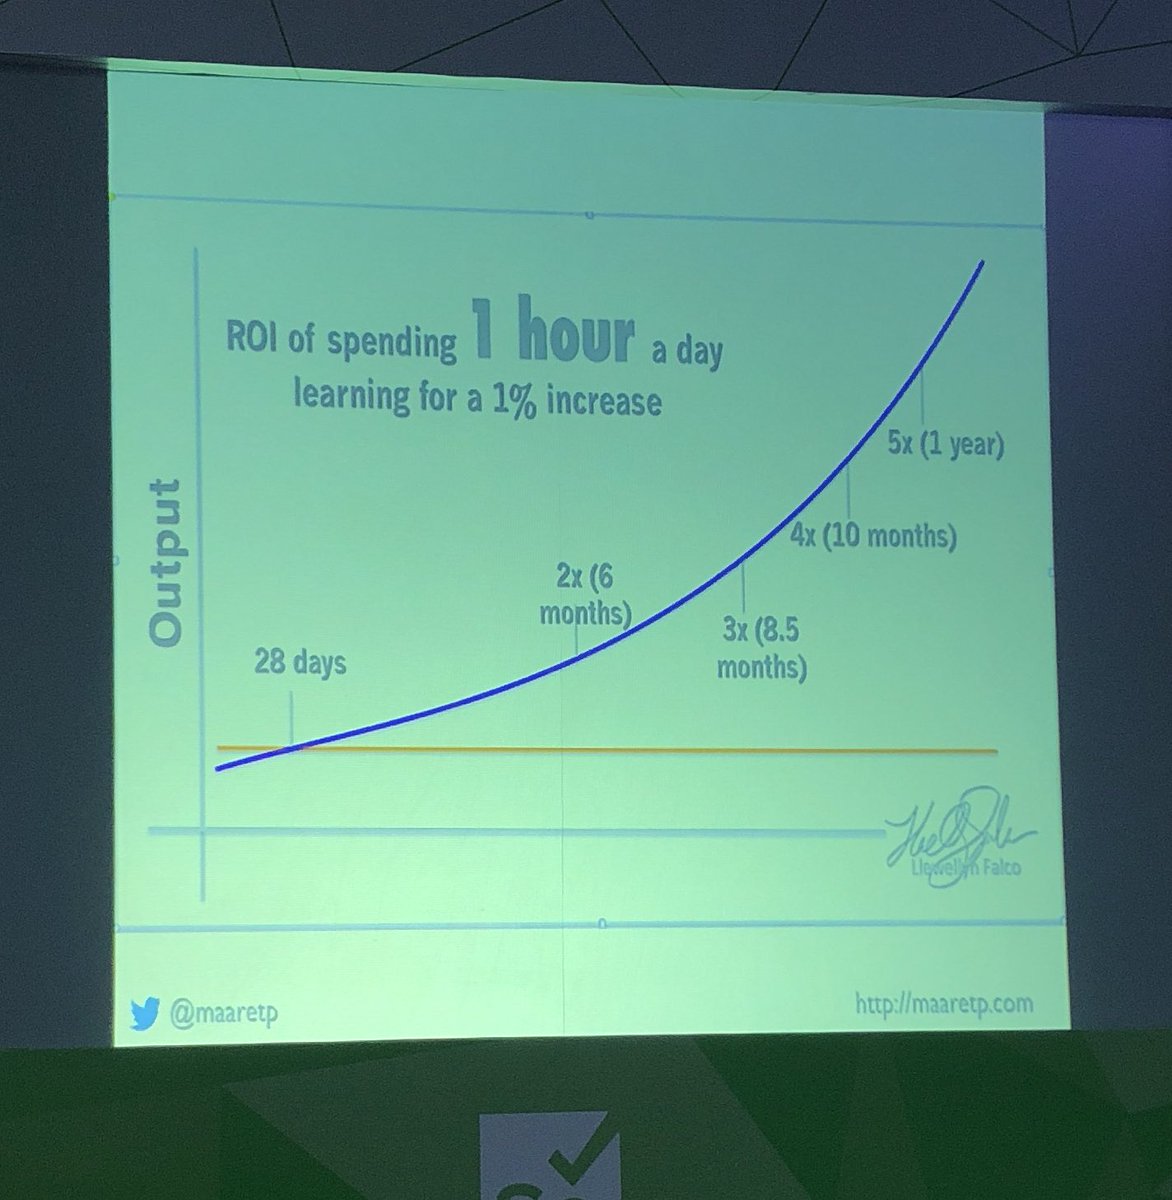 ROI of spending 1 hour a day
learning for a 1% increase
Output
5x (1 year)
4x (10 months)
2x (6
months)
3x (8.5
months)
28 days
Llewellyn Falco
@maaretp
http://maaretp.com
Se